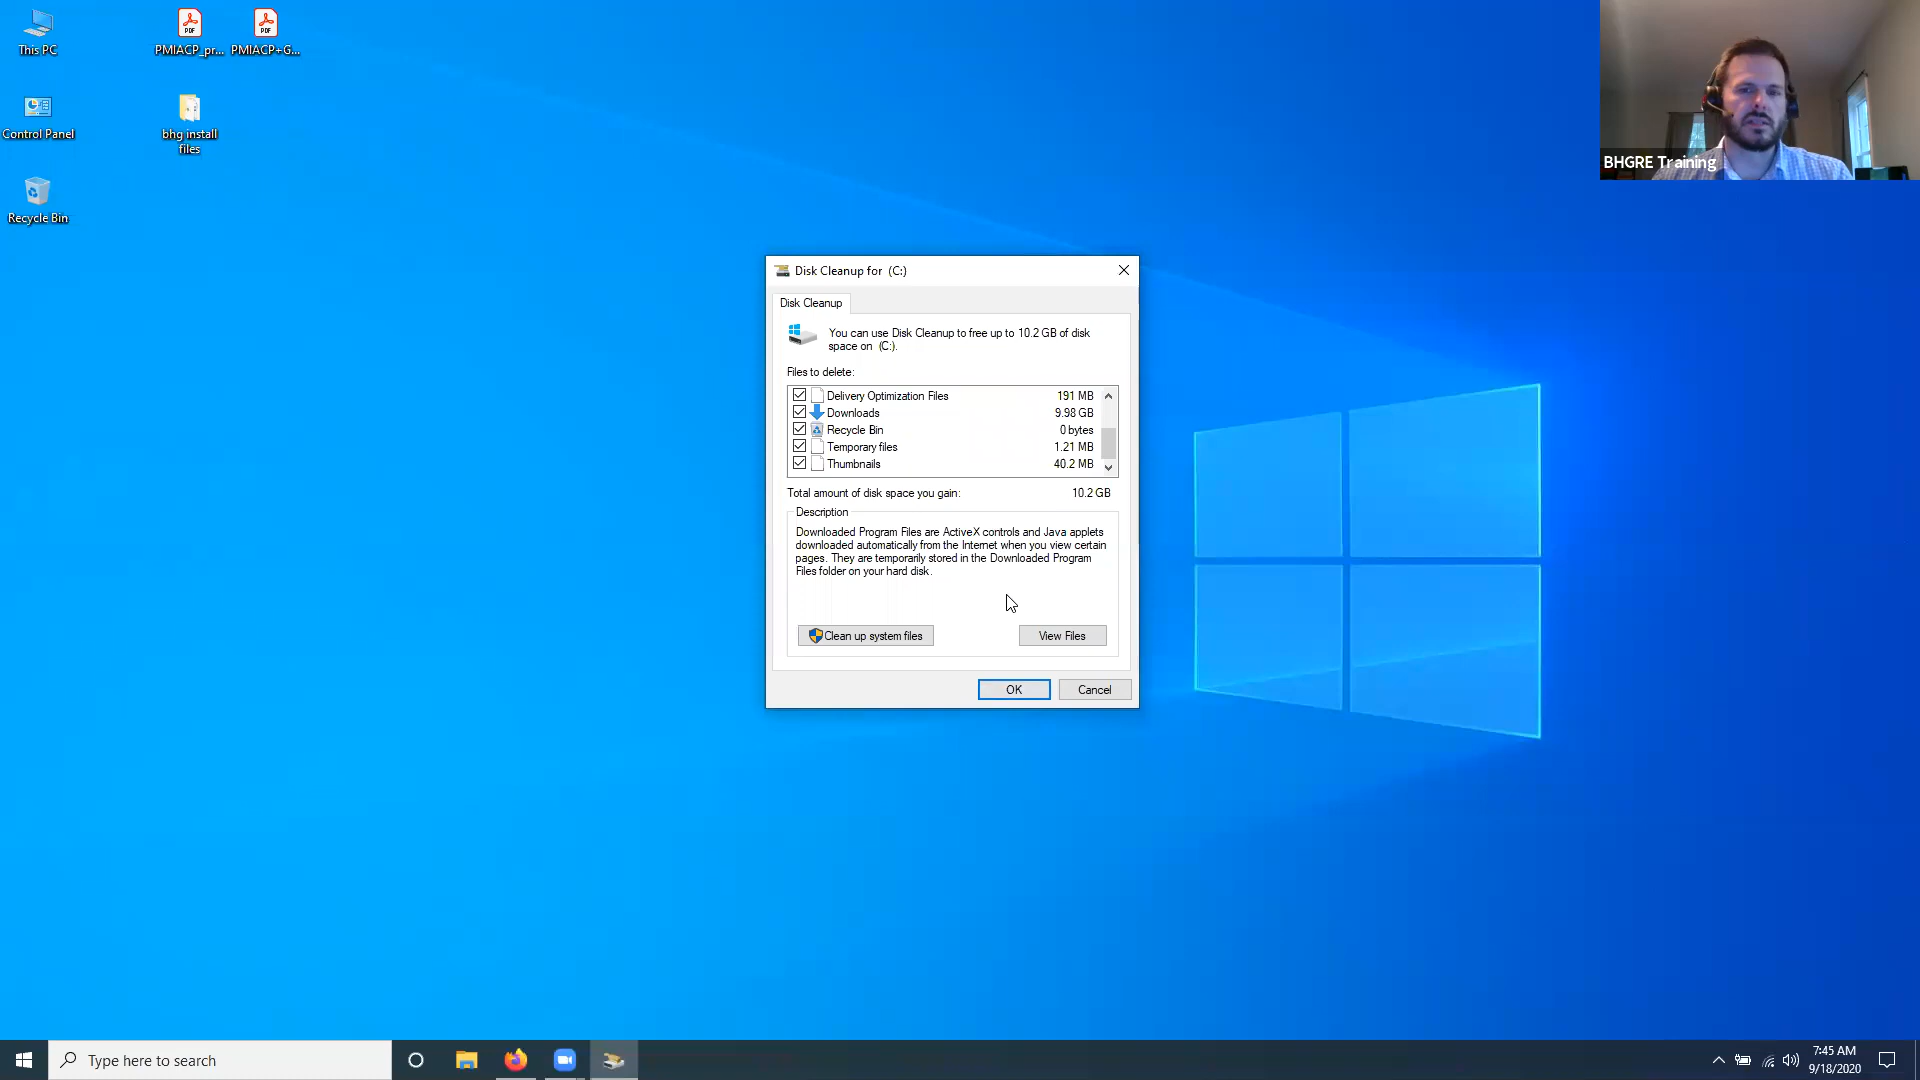 This PC
PMIACP_pr...
PMIACP+G...
Control Panel
bhg install
files
Recycle Bin
BHGRE Training
Disk Cleanup for (C:)
Disk Cleanup
You can use Disk Cleanup to free up to 10.2 GB of disk
space on (C:).
Files to delete:
Delivery Optimization Files 191 MB
Downloads 9.98 GB
Recycle Bin 0 bytes
Temporary files 1.21 MB
Thumbnails 40.2 MB
Total amount of disk space you gain: 10.2 GB
Description
Downloaded Program Files are ActiveX controls and Java applets
downloaded automatically from the Internet when you view certain
pages. They are temporarily stored in the Downloaded Program
Files folder on your hard disk.
Clean up system files
View Files
OK
Cancel
Type here to search
7:45 AM
9/18/2020